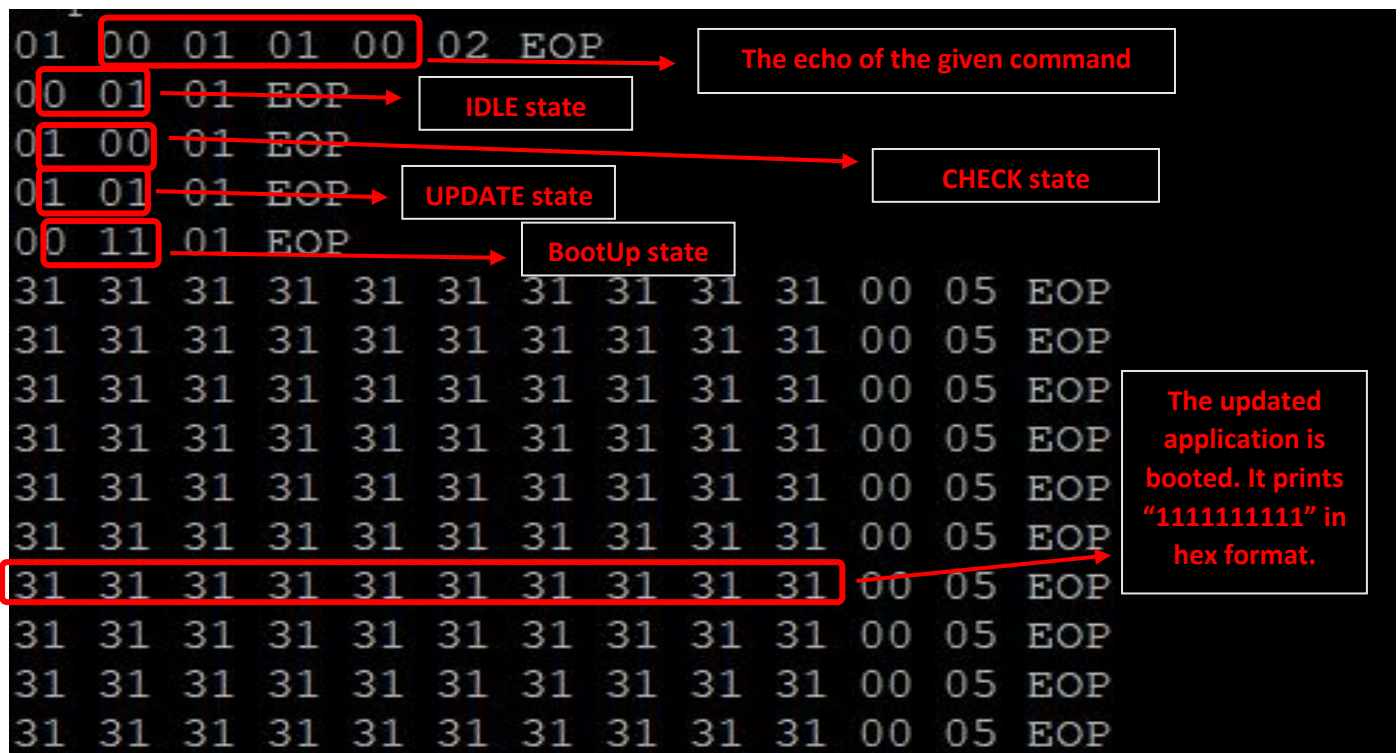 01 00 01 01 00 02 EOP
The echo of the given command
00 01 01 EOP
IDLE state
01 00 01 EOP
CHECK state
01 01 01 EOP
UPDATE state
00 11 01 EOP
BootUp state
31 31 31 31 31 31 31 31 31 31 00 05 EOP
31 31 31 31 31 31 31 31 31 31 00 05 EOP
31 31 31 31 31 31 31 31 31 31 00 05 EOP
31 31 31 31 31 31 31 31 31 31 00 05 EOP
31 31 31 31 31 31 31 31 31 31 00 05 EOP
31 31 31 31 31 31 31 31 31 31 00 05 EOP
31 31 31 31 31 31 31 31 31 31 00 05 EOP
31 31 31 31 31 31 31 31 31 31 00 05 EOP
31 31 31 31 31 31 31 31 31 31 00 05 EOP
31 31 31 31 31 31 31 31 31 31 00 05 EOP
The updated
application is
booted. It prints
“1111111111” in
hex format.